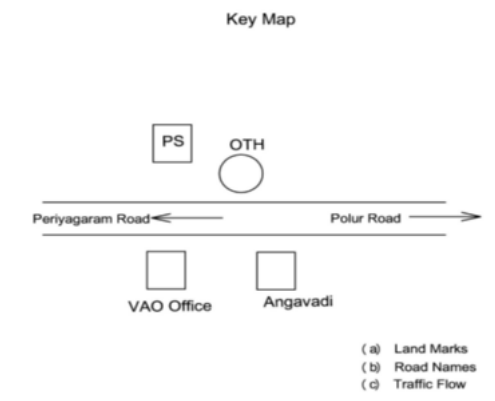 Key Map
PS
OTH
Periyagaram Road
Polur Road
VAO Office
Angavadi
(a) Land Marks
(b) Road Names
(c) Traffic Flow